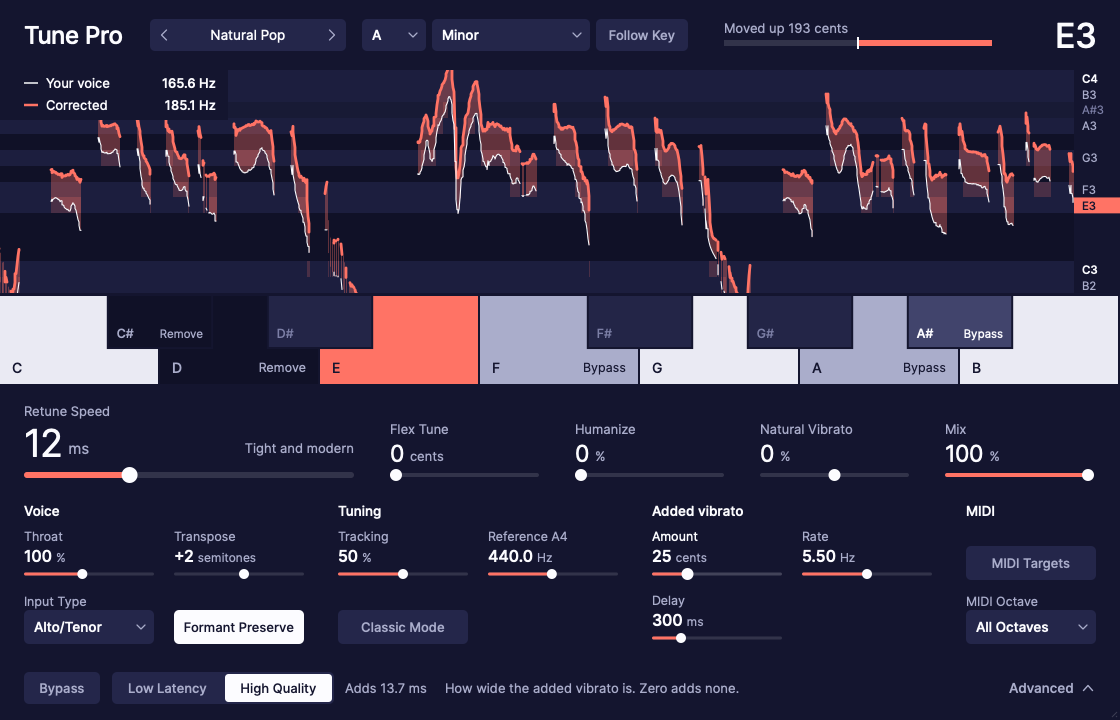 Tune Pro
Natural Pop
A
Minor
Follow Key
Moved up 193 cents
E3
Your voice 165.6 Hz
Corrected 185.1 Hz
C4
B3
A#3
A3
G3
F3
E3
C3
B2
C# Remove
D#
F#
G#
A# Bypass
C
D Remove
E
F Bypass
G
A Bypass
B
Retune Speed
12 ms
Tight and modern
Flex Tune
0 cents
Humanize
0 %
Natural Vibrato
0 %
Mix
100 %
Voice
Throat
100 %
Transpose
+2 semitones
Input Type
Alto/Tenor
Formant Preserve
Tuning
Tracking
50 %
Reference A4
440.0 Hz
Classic Mode
Added vibrato
Amount
25 cents
Rate
5.50 Hz
Delay
300 ms
MIDI
MIDI Targets
MIDI Octave
All Octaves
Bypass
Low Latency
High Quality
Adds 13.7 ms
How wide the added vibrato is. Zero adds none.
Advanced